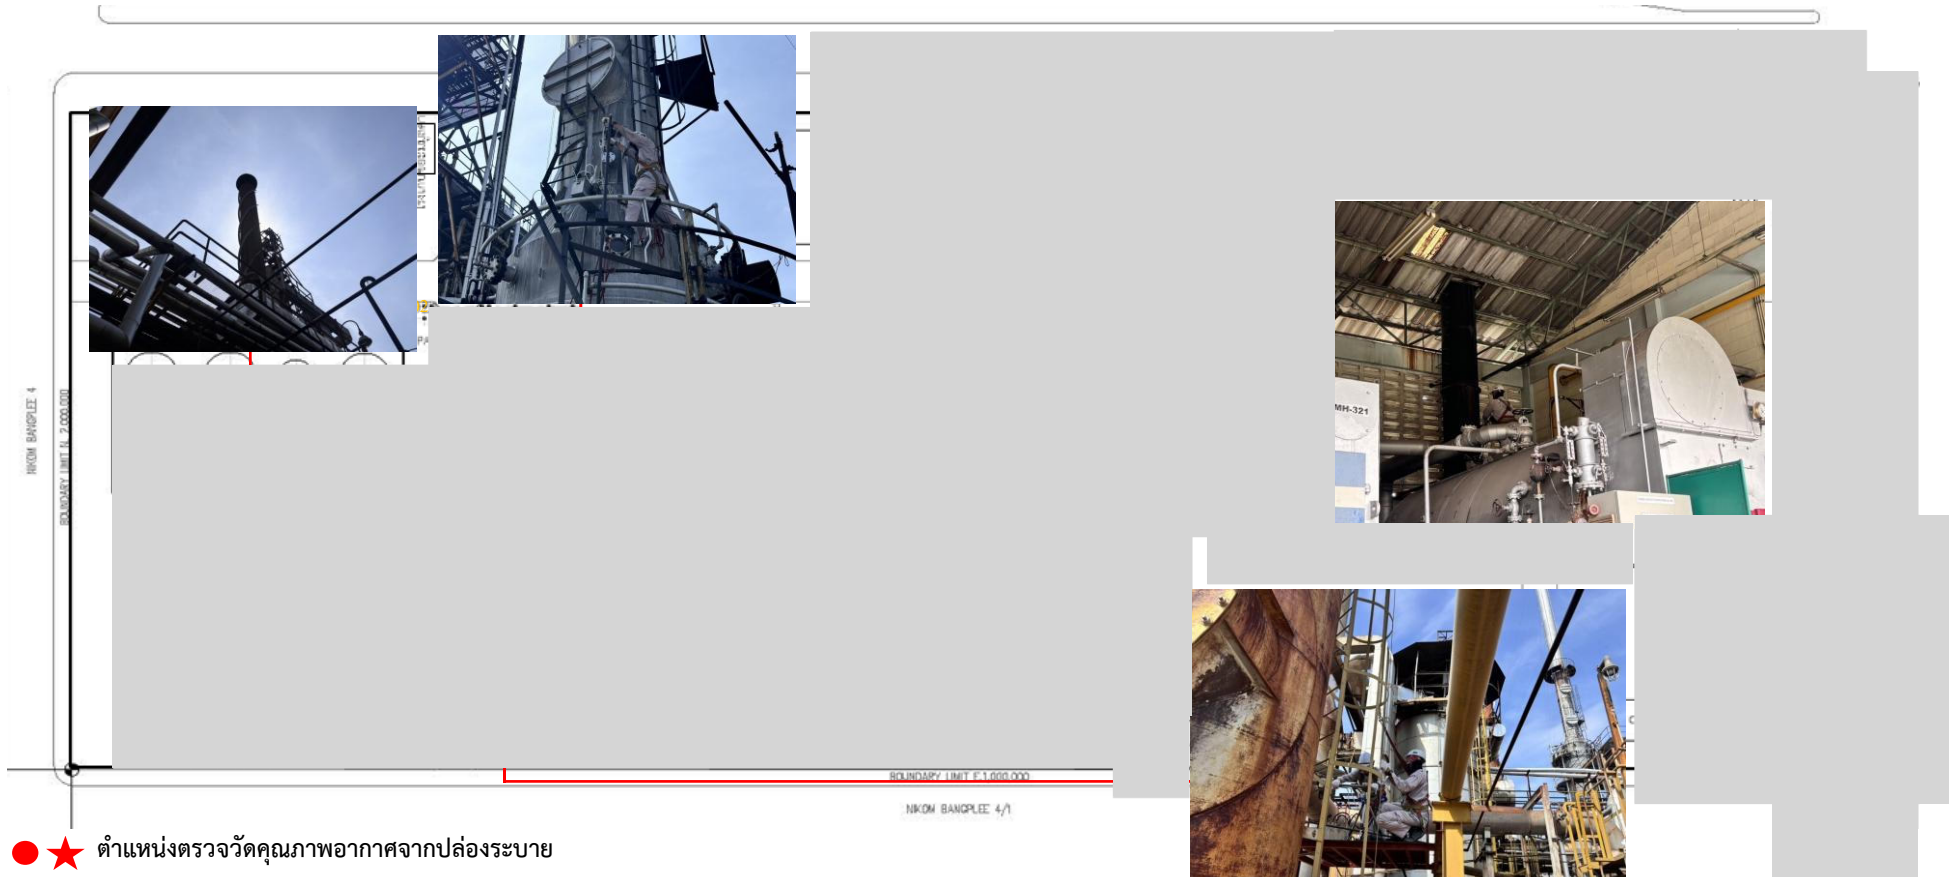 NIKOM BANGPLEE 4
BOUNDARY LIMIT N. 2.000.000
MH-321
BOUNDARY LIMIT E.1.000.000
NIKOM BANGPLEE 4/1
ตำแหน่งตรวจวัดคุณภาพอากาศจากปล่องระบาย